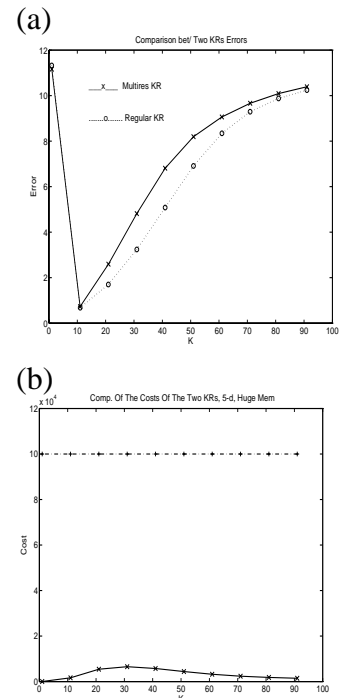 (a)
Comparison bet/ Two KRs Errors
12
10
8
6
4
2
0
Error
___x___ Multires KR
.......o....... Regular KR
0 10 20 30 40 50 60 70 80 90 100
K
(b)
x 10^4
Comp. Of The Costs Of The Two KRs, 5-d, Huge Mem
12
10
8
6
4
2
0
Cost
0 10 20 30 40 50 60 70 80 90 100
K